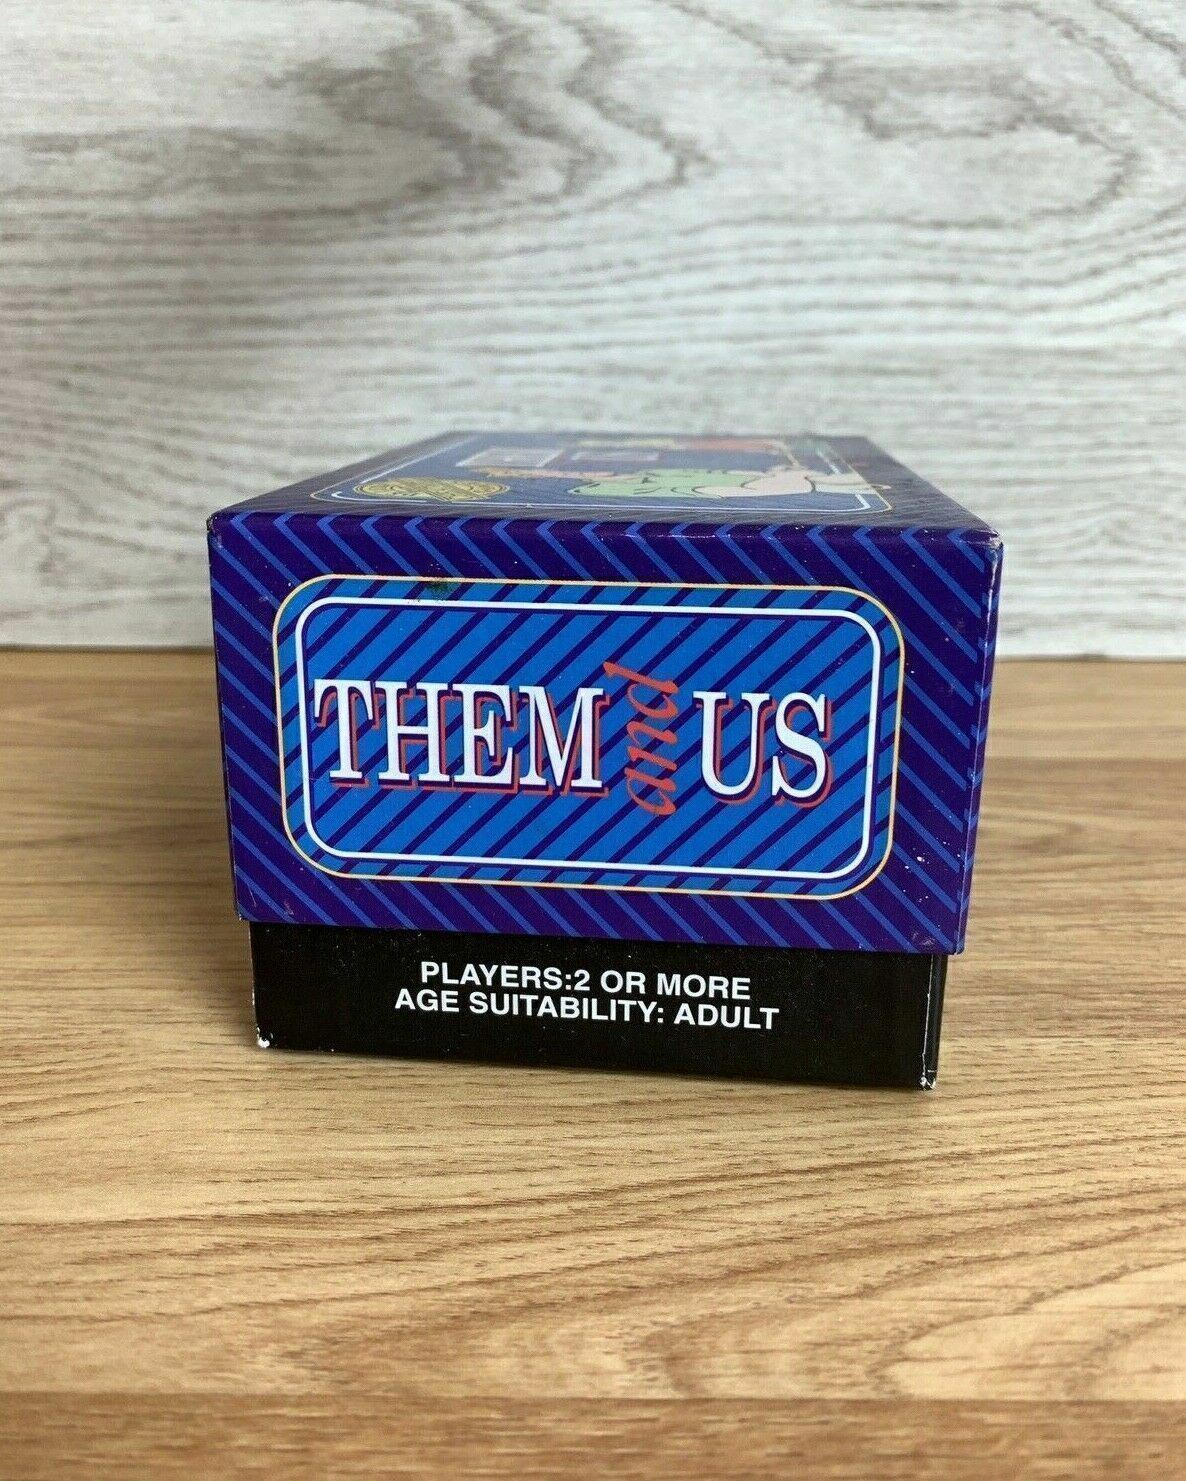 THEM and US
PLAYERS:2 OR MORE
AGE SUITABILITY: ADULT